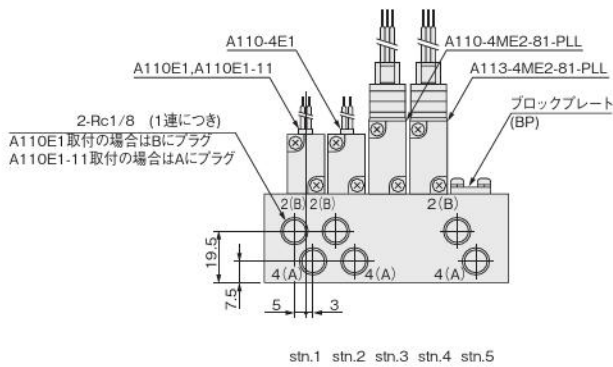 A110-4E1
A110-4ME2-81-PLL
A110E1,A110E1-11
A113-4ME2-81-PLL
ブロックプレート
(BP)
2-Rc1/8 (1連につき)
A110E1取付の場合はBにプラグ
A110E1-11取付の場合はAにプラグ
2(B) 2(B) 2(B)
19.5
7.5
4(A) 4(A) 4(A)
5 3
stn.1 stn.2 stn.3 stn.4 stn.5